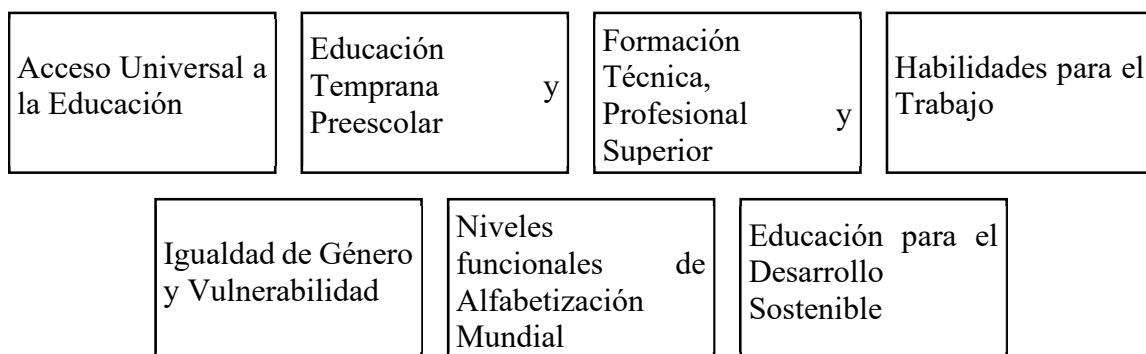 Acceso Universal a
la Educación
Educación
Temprana y
Preescolar
Formación
Técnica,
Profesional y
Superior
Habilidades para el
Trabajo
Igualdad de Género
y Vulnerabilidad
Niveles
funcionales de
Alfabetización
Mundial
Educación para el
Desarrollo
Sostenible